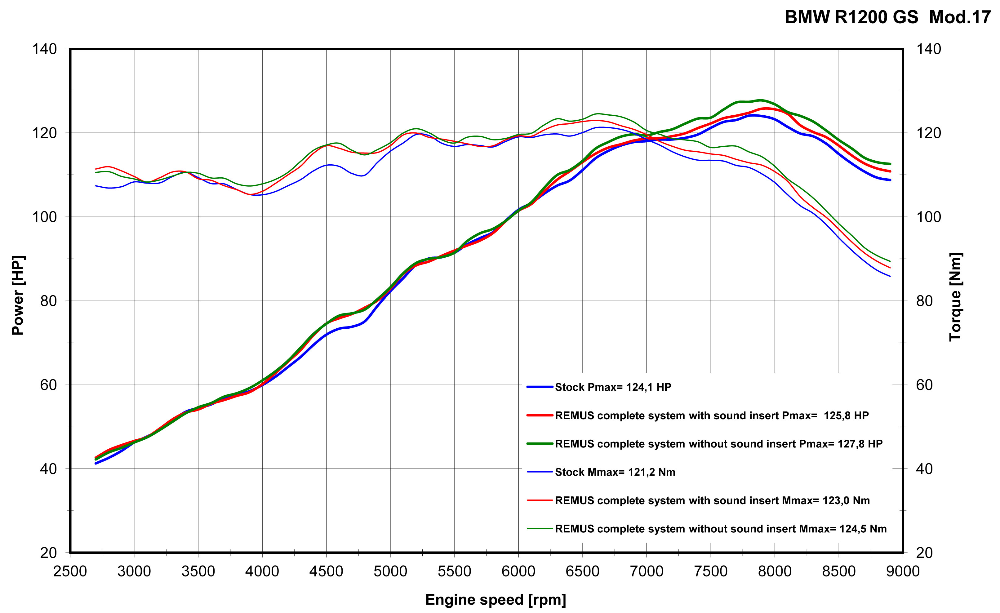 BMW R1200 GS  Mod.17
140
120
100
80
60
40
20
Power [HP]
140
120
100
80
60
40
20
Torque [Nm]
Stock Pmax= 124,1 HP
REMUS complete system with sound insert Pmax=  125,8 HP
REMUS complete system without sound insert Pmax= 127,8 HP
Stock Mmax= 121,2 Nm
REMUS complete system with sound insert Mmax= 123,0 Nm
REMUS complete system without sound insert Mmax= 124,5 Nm
2500 3000 3500 4000 4500 5000 5500 6000 6500 7000 7500 8000 8500 9000
Engine speed [rpm]